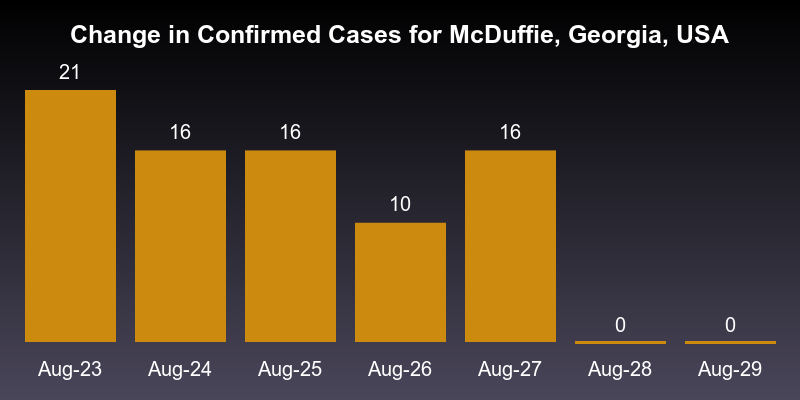 Change in Confirmed Cases for McDuffie, Georgia, USA
21
16
16
10
16
0
0
Aug-23
Aug-24
Aug-25
Aug-26
Aug-27
Aug-28
Aug-29